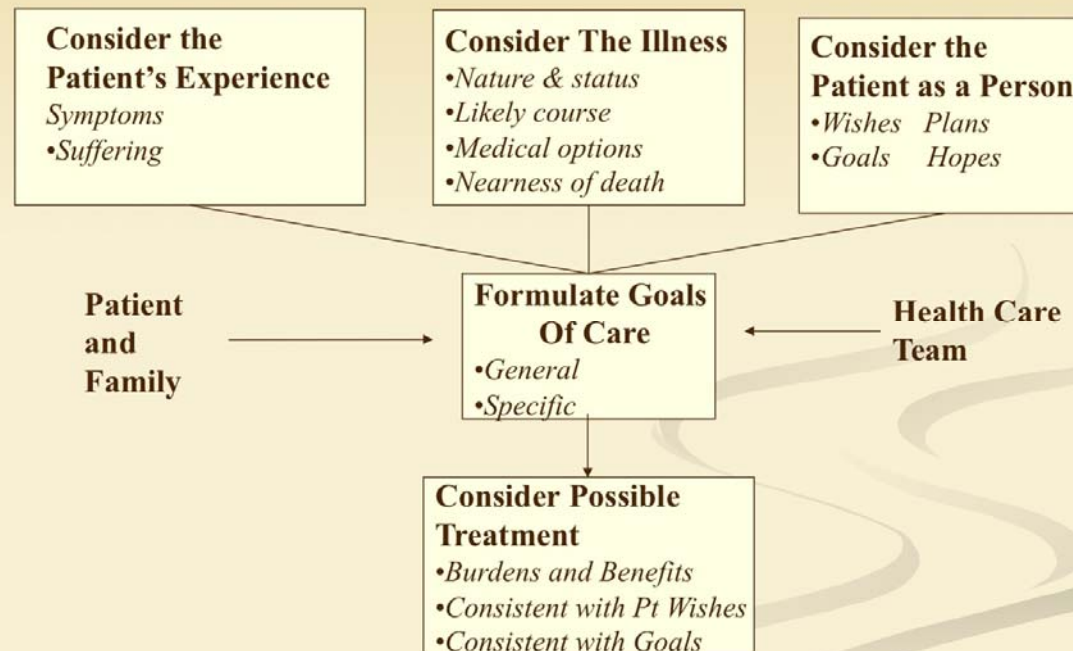 Consider the
Patient’s Experience
Symptoms
•Suffering
Consider The Illness
•Nature & status
•Likely course
•Medical options
•Nearness of death
Consider the
Patient as a Person
•Wishes Plans
•Goals Hopes
Patient
and
Family
Formulate Goals
Of Care
•General
•Specific
Health Care
Team
Consider Possible
Treatment
•Burdens and Benefits
•Consistent with Pt Wishes
•Consistent with Goals